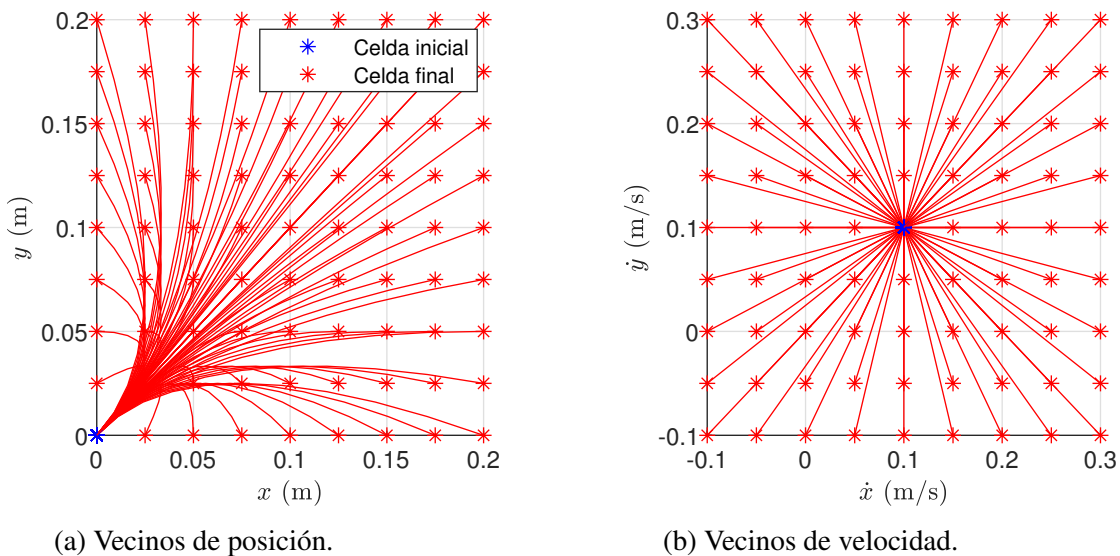 0.2
0.15
0.1
0.05
0
0
0.05
0.1
0.15
0.2
y (m)
x (m)
Celda inicial
Celda final
(a) Vecinos de posición.
0.3
0.2
0.1
0
-0.1
-0.1
0
0.1
0.2
0.3
ẏ (m/s)
ẋ (m/s)
(b) Vecinos de velocidad.